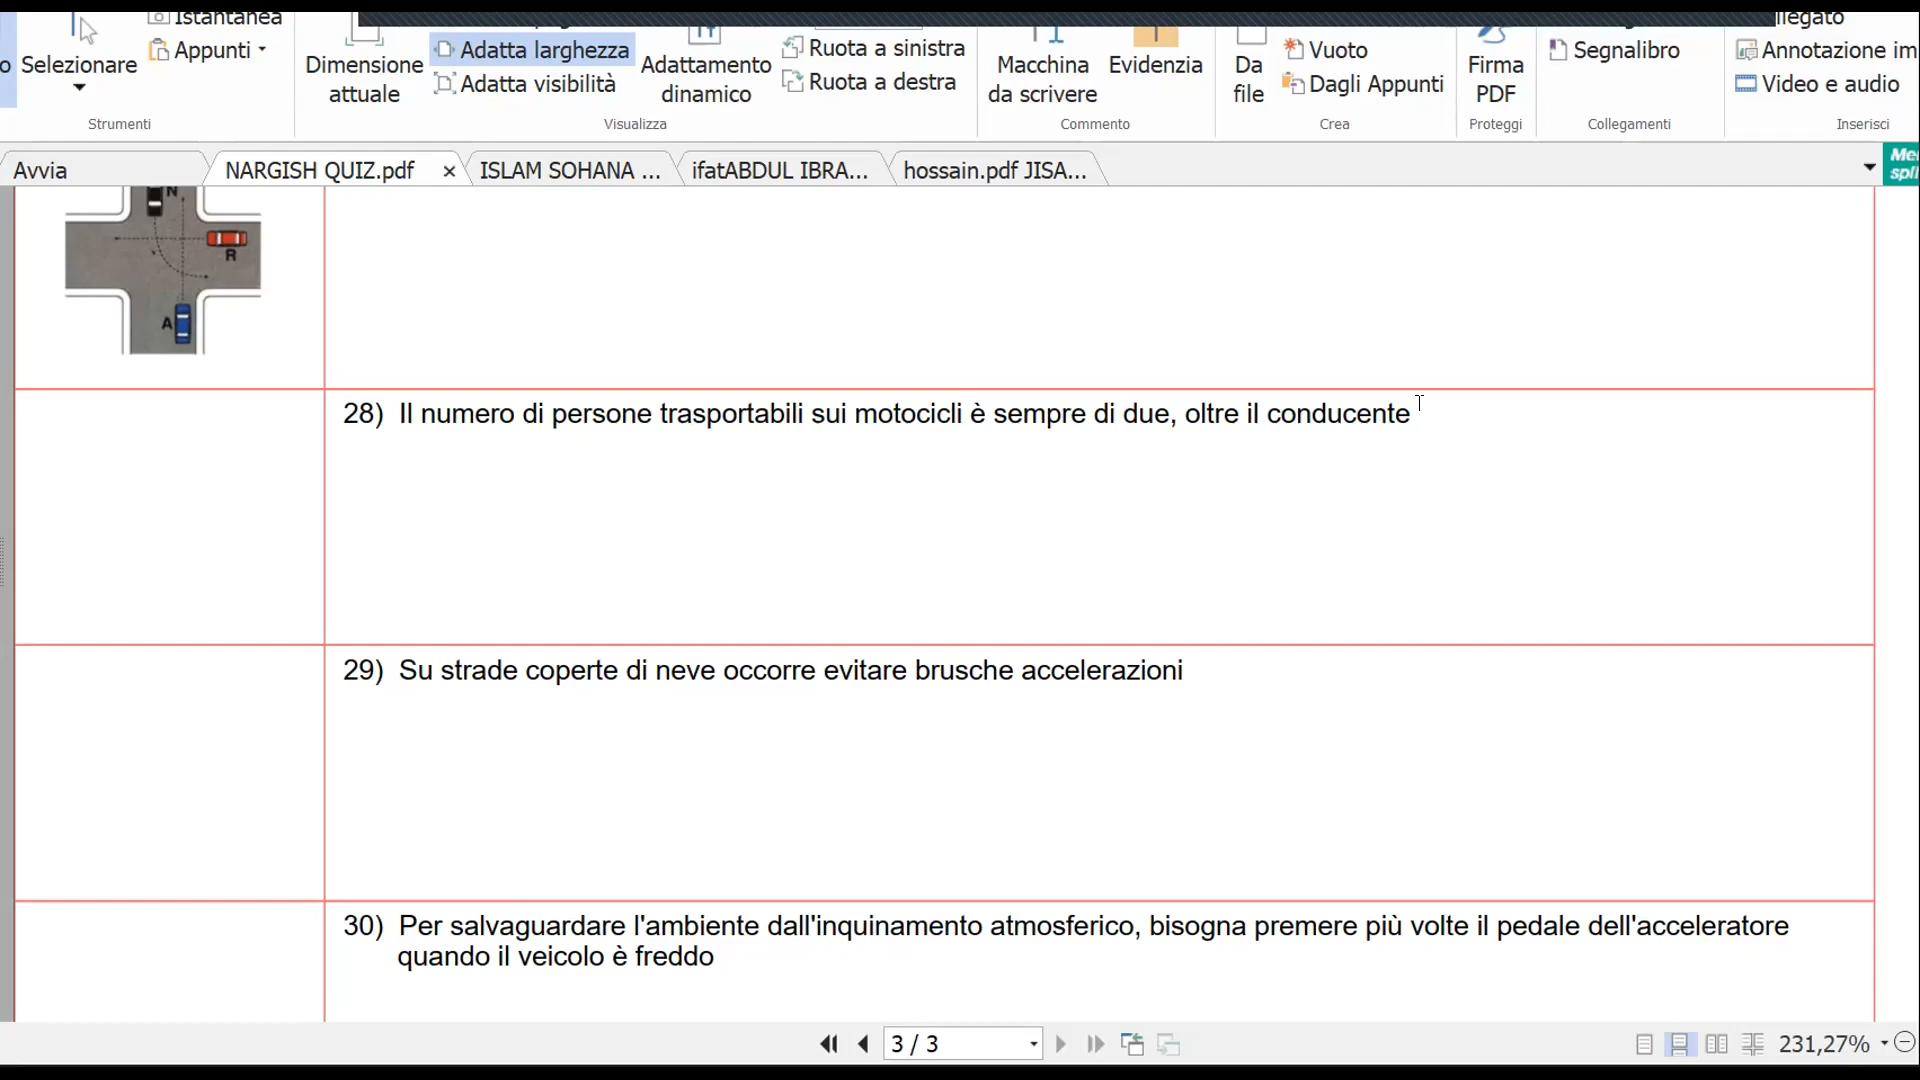 Istantanea
Selezionare
Appunti
Strumenti
Dimensione
attuale
Adatta larghezza
Adatta visibilità
Adattamento
dinamico
Ruota a sinistra
Ruota a destra
Visualizza
Macchina
da scrivere
Evidenzia
Commento
Da
file
Vuoto
Dagli Appunti
Crea
Firma
PDF
Proteggi
Segnalibro
Collegamenti
Annotazione im
Video e audio
Inserisci
Avvia
NARGISH QUIZ.pdf
ISLAM SOHANA ...
ifatABDUL IBRA...
hossain.pdf JISA...
N
R
A
28) Il numero di persone trasportabili sui motocicli è sempre di due, oltre il conducente
29) Su strade coperte di neve occorre evitare brusche accelerazioni
30) Per salvaguardare l'ambiente dall'inquinamento atmosferico, bisogna premere più volte il pedale dell'acceleratore
quando il veicolo è freddo
3 / 3
231,27%